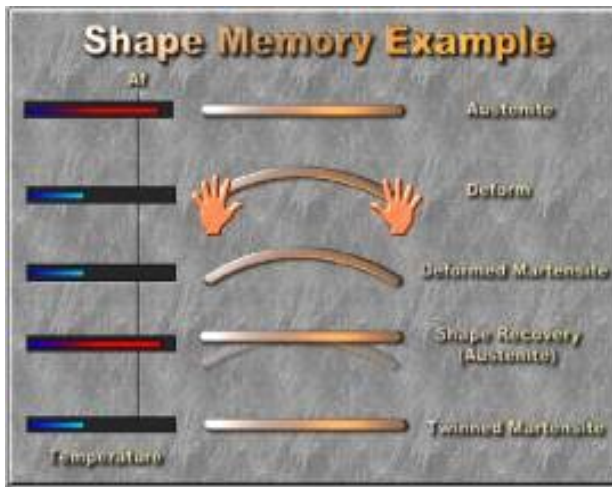 Shape Memory Example
Af
Austenite
Deform
Deformed Martensite
Shape Recovery
(Austenite)
Twinned Martensite
Temperature